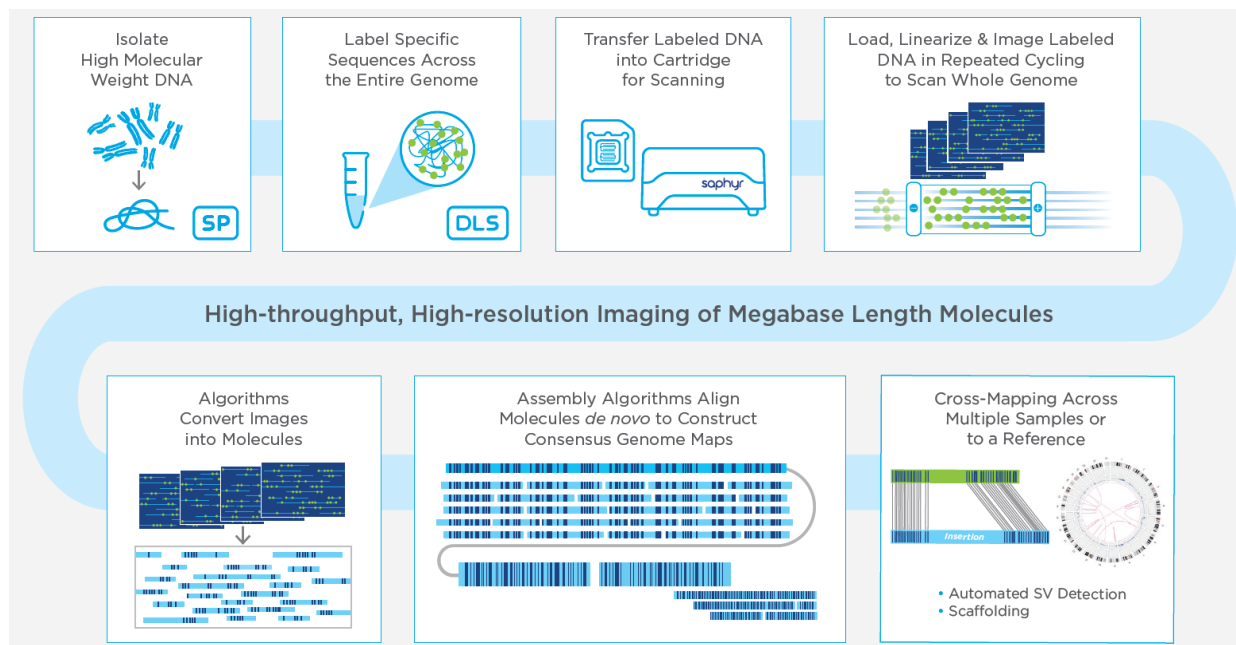 Isolate
High Molecular
Weight DNA
SP
Label Specific
Sequences Across
the Entire Genome
DLS
Transfer Labeled DNA
into Cartridge
for Scanning
saphyr
Load, Linearize & Image Labeled
DNA in Repeated Cycling
to Scan Whole Genome
High-throughput, High-resolution Imaging of Megabase Length Molecules
Algorithms
Convert Images
into Molecules
Assembly Algorithms Align
Molecules de novo to Construct
Consensus Genome Maps
Cross-Mapping Across
Multiple Samples or
to a Reference
Insertion
• Automated SV Detection
• Scaffolding